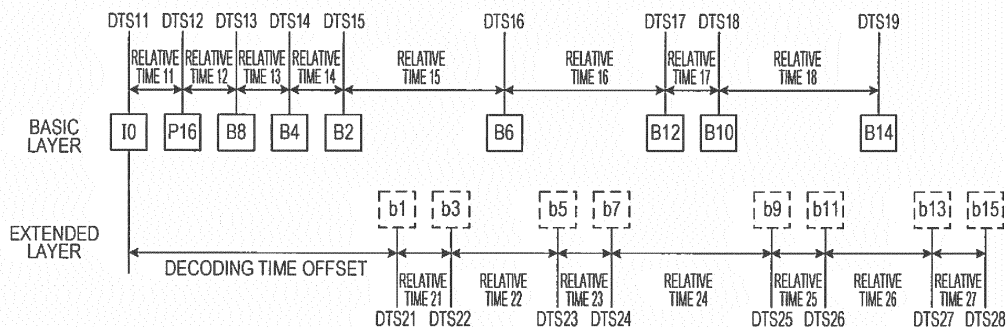 DTS11 DTS12 DTS13 DTS14 DTS15 DTS16 DTS17 DTS18 DTS19
RELATIVE TIME 11
RELATIVE TIME 12
RELATIVE TIME 13
RELATIVE TIME 14
RELATIVE TIME 15
RELATIVE TIME 16
RELATIVE TIME 17
RELATIVE TIME 18
BASIC LAYER
I0 P16 B8 B4 B2 B6 B12 B10 B14
b1 b3 b5 b7 b9 b11 b13 b15
EXTENDED LAYER
DECODING TIME OFFSET
RELATIVE TIME 21
RELATIVE TIME 22
RELATIVE TIME 23
RELATIVE TIME 24
RELATIVE TIME 25
RELATIVE TIME 26
RELATIVE TIME 27
DTS21 DTS22 DTS23 DTS24 DTS25 DTS26 DTS27 DTS28